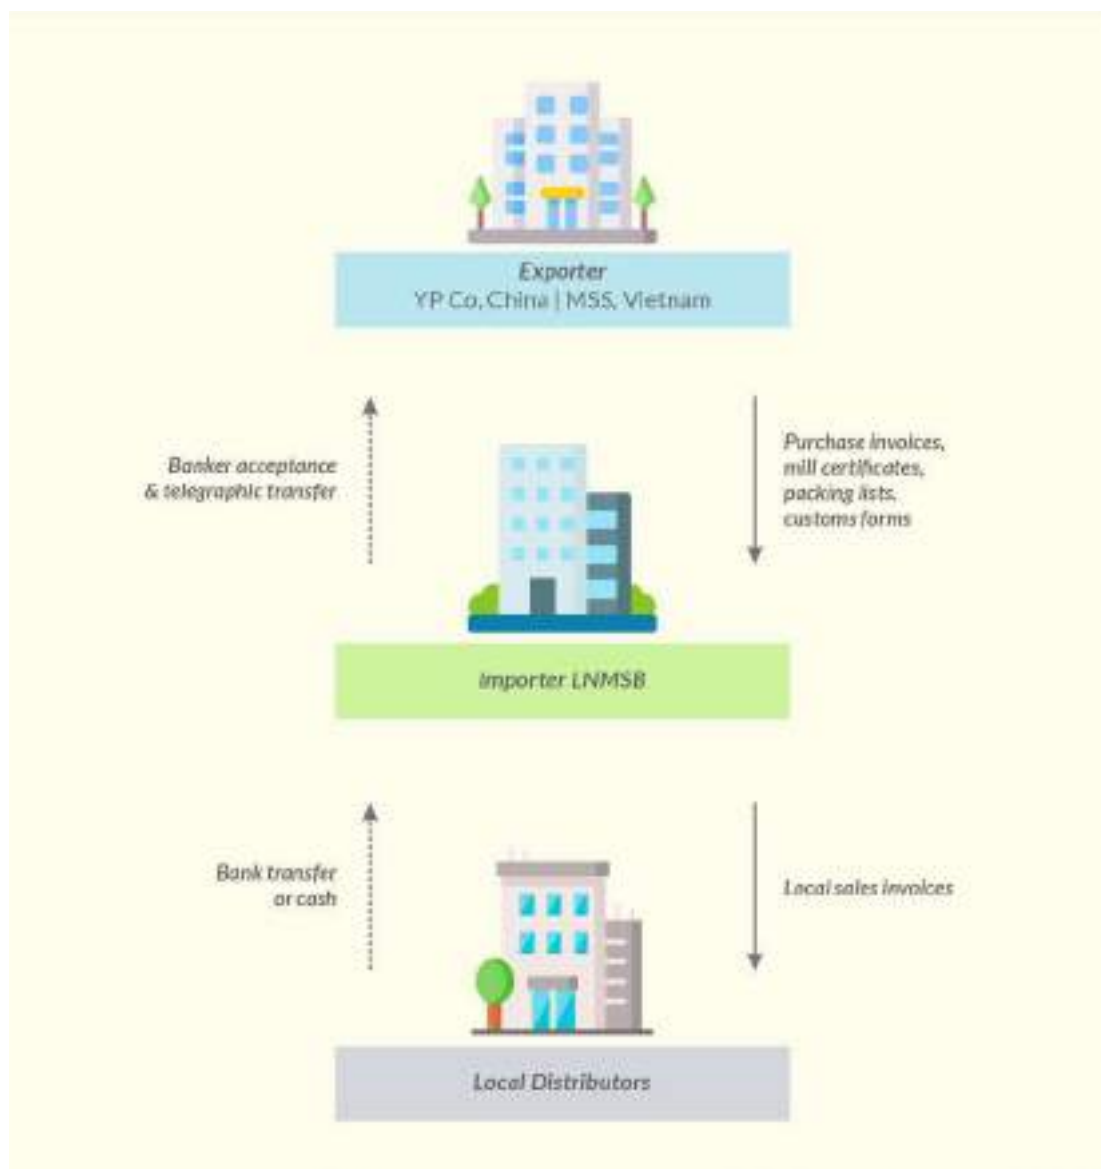 Exporter
YP Co, China | MSS, Vietnam
Banker acceptance
& telegraphic transfer
Purchase invoices,
mill certificates,
packing lists,
customs forms
Importer LNMSB
Bank transfer
or cash
Local sales invoices
Local Distributors